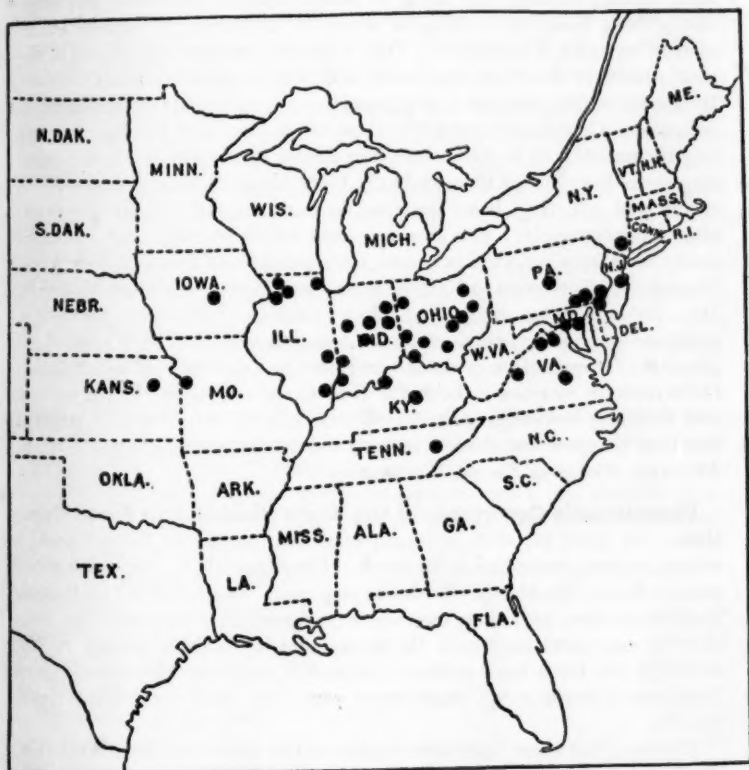 ME.
N.DAK.
MINN.
VT.
N.H.
N.Y.
MASS.
WIS.
S.DAK.
CONN.
R.I.
MICH.
PA.
N.J.
IOWA.
NEBR.
OHIO.
IND.
ILL.
MD.
DEL.
W.VA.
VA.
KANS.
MO.
KY.
N.C.
TENN.
OKLA.
ARK.
S.C.
MISS.
ALA.
GA.
TEX.
LA.
FLA.